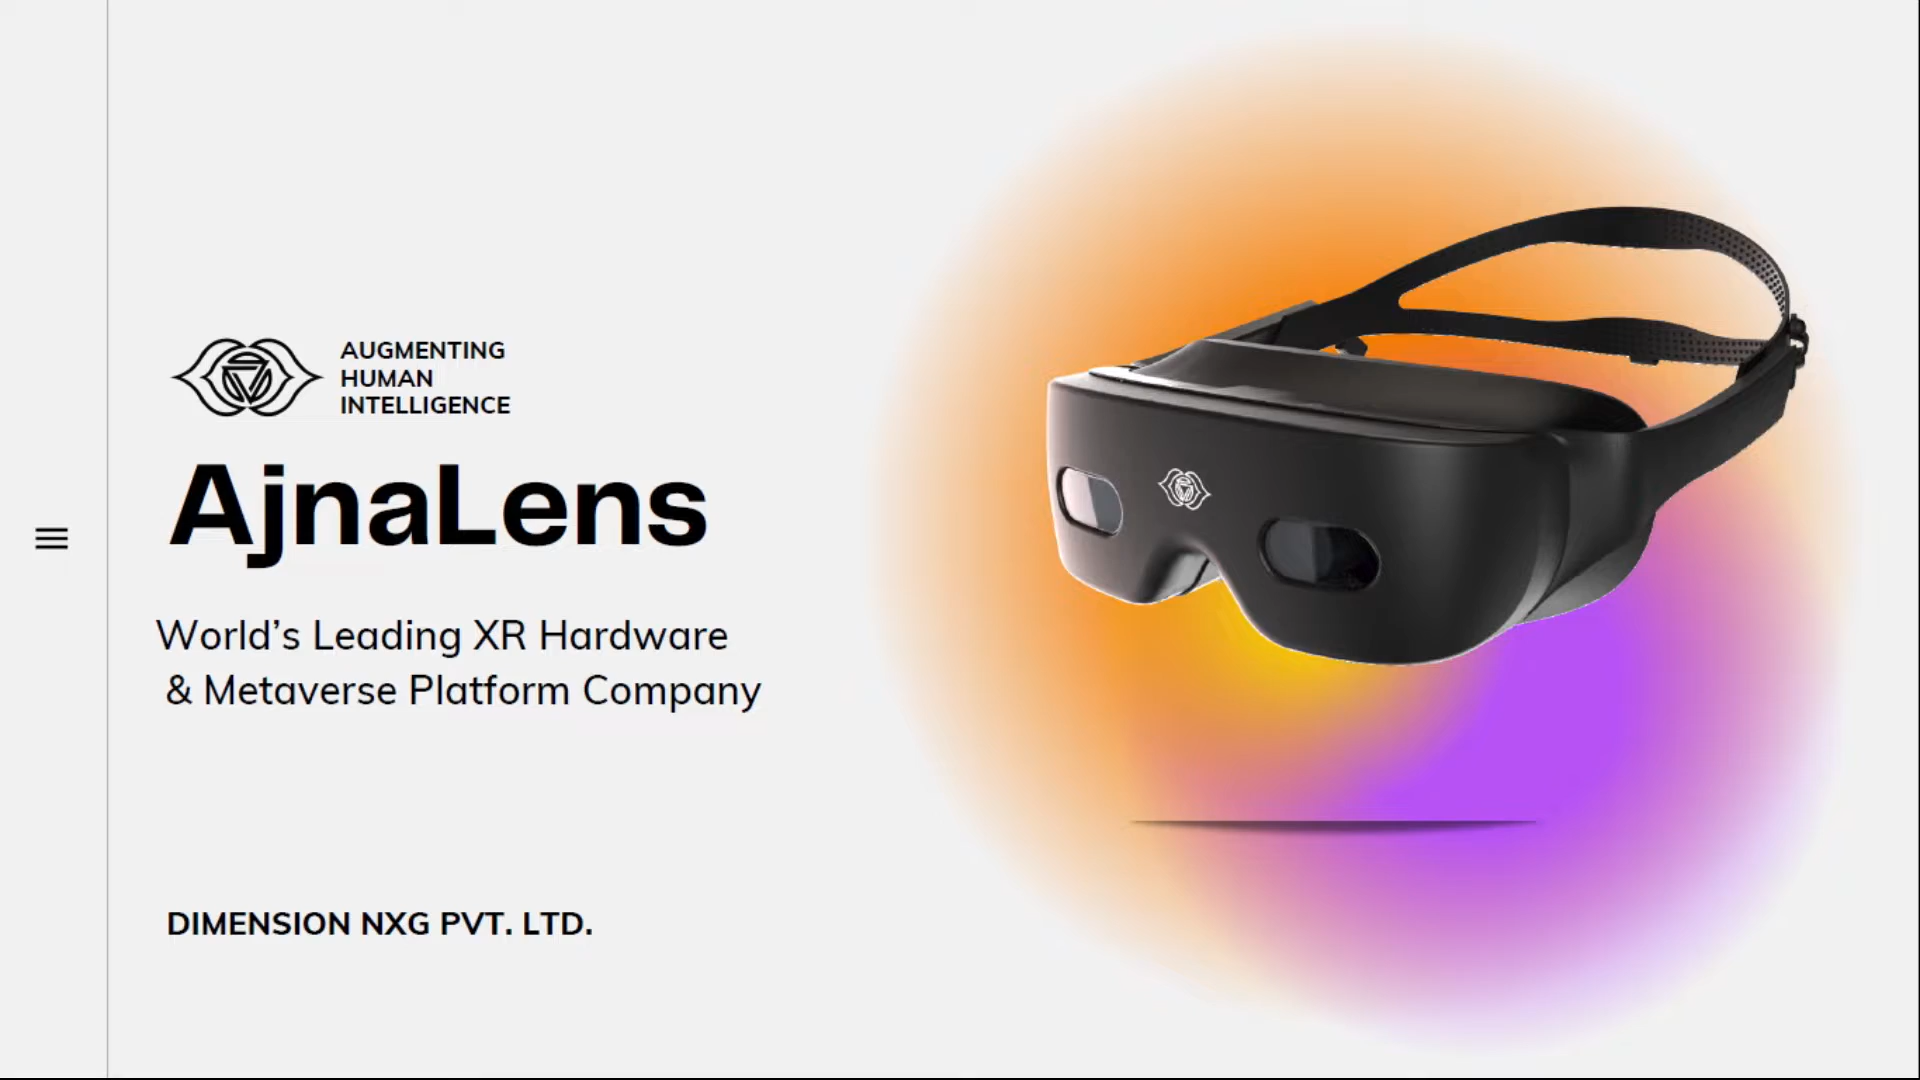 AUGMENTING
HUMAN
INTELLIGENCE
AjnaLens
World’s Leading XR Hardware
& Metaverse Platform Company
DIMENSION NXG PVT. LTD.